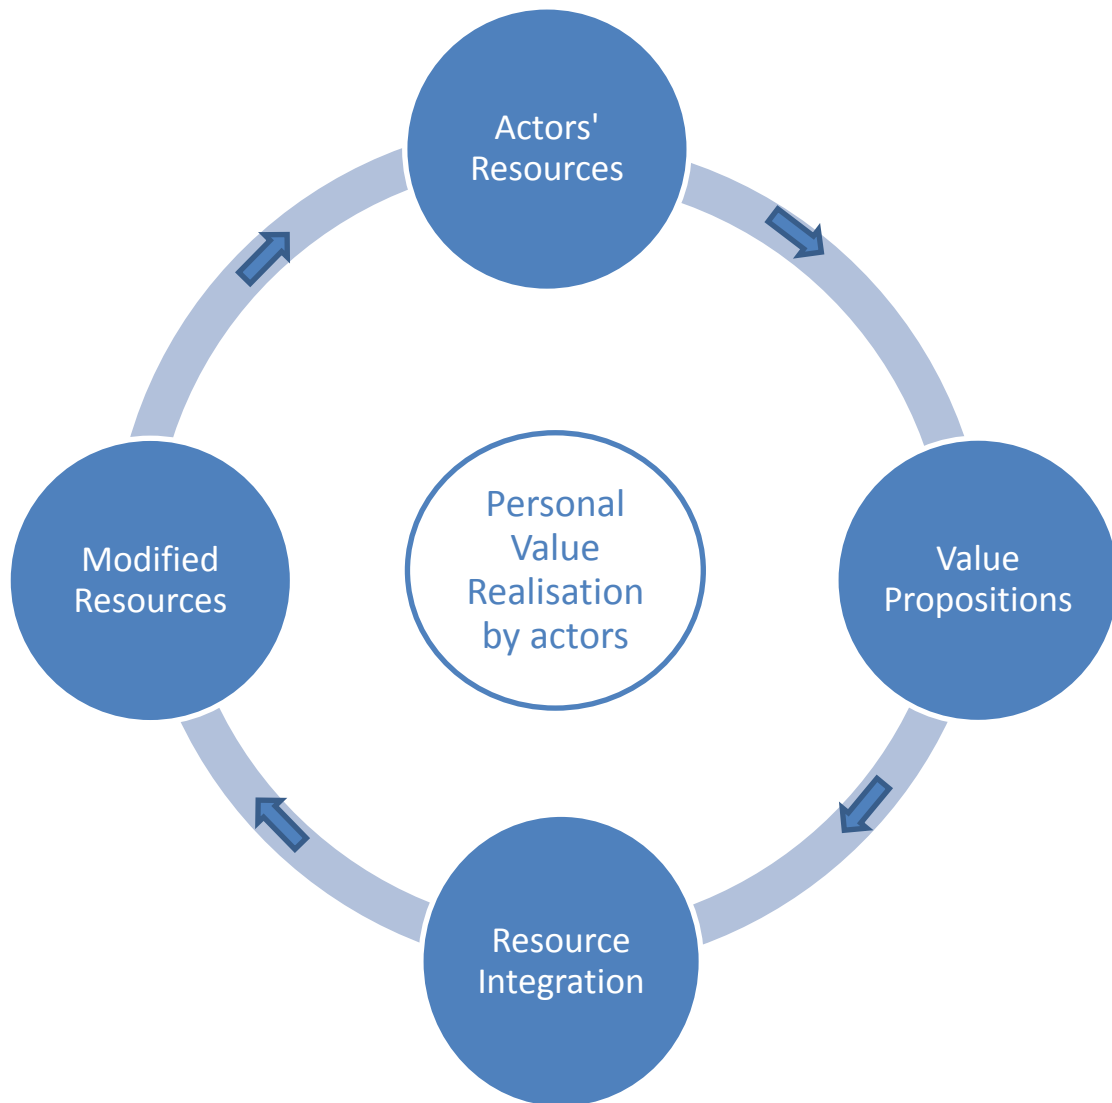 Actors'
Resources
Value
Propositions
Resource
Integration
Modified
Resources
Personal
Value
Realisation
by actors